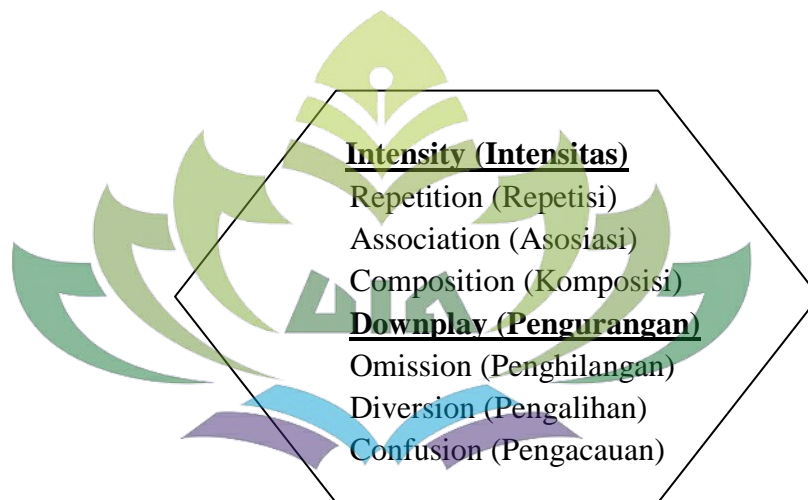 Intensity (Intensitas)
Repetition (Repetisi)
Association (Asosiasi)
Composition (Komposisi)
Downplay (Pengurangan)
Omission (Penghilangan)
Diversion (Pengalihan)
Confusion (Pengacauan)